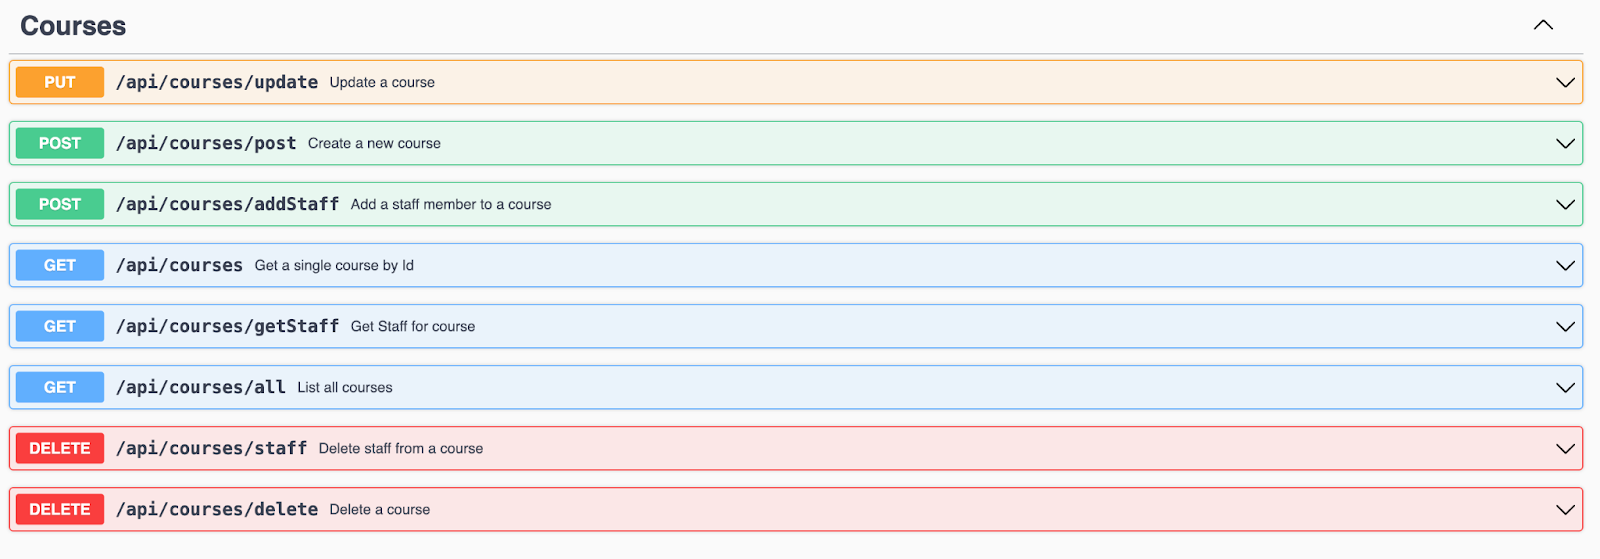 Courses
PUT /api/courses/update Update a course
POST /api/courses/post Create a new course
POST /api/courses/addStaff Add a staff member to a course
GET /api/courses Get a single course by Id
GET /api/courses/getStaff Get Staff for course
GET /api/courses/all List all courses
DELETE /api/courses/staff Delete staff from a course
DELETE /api/courses/delete Delete a course